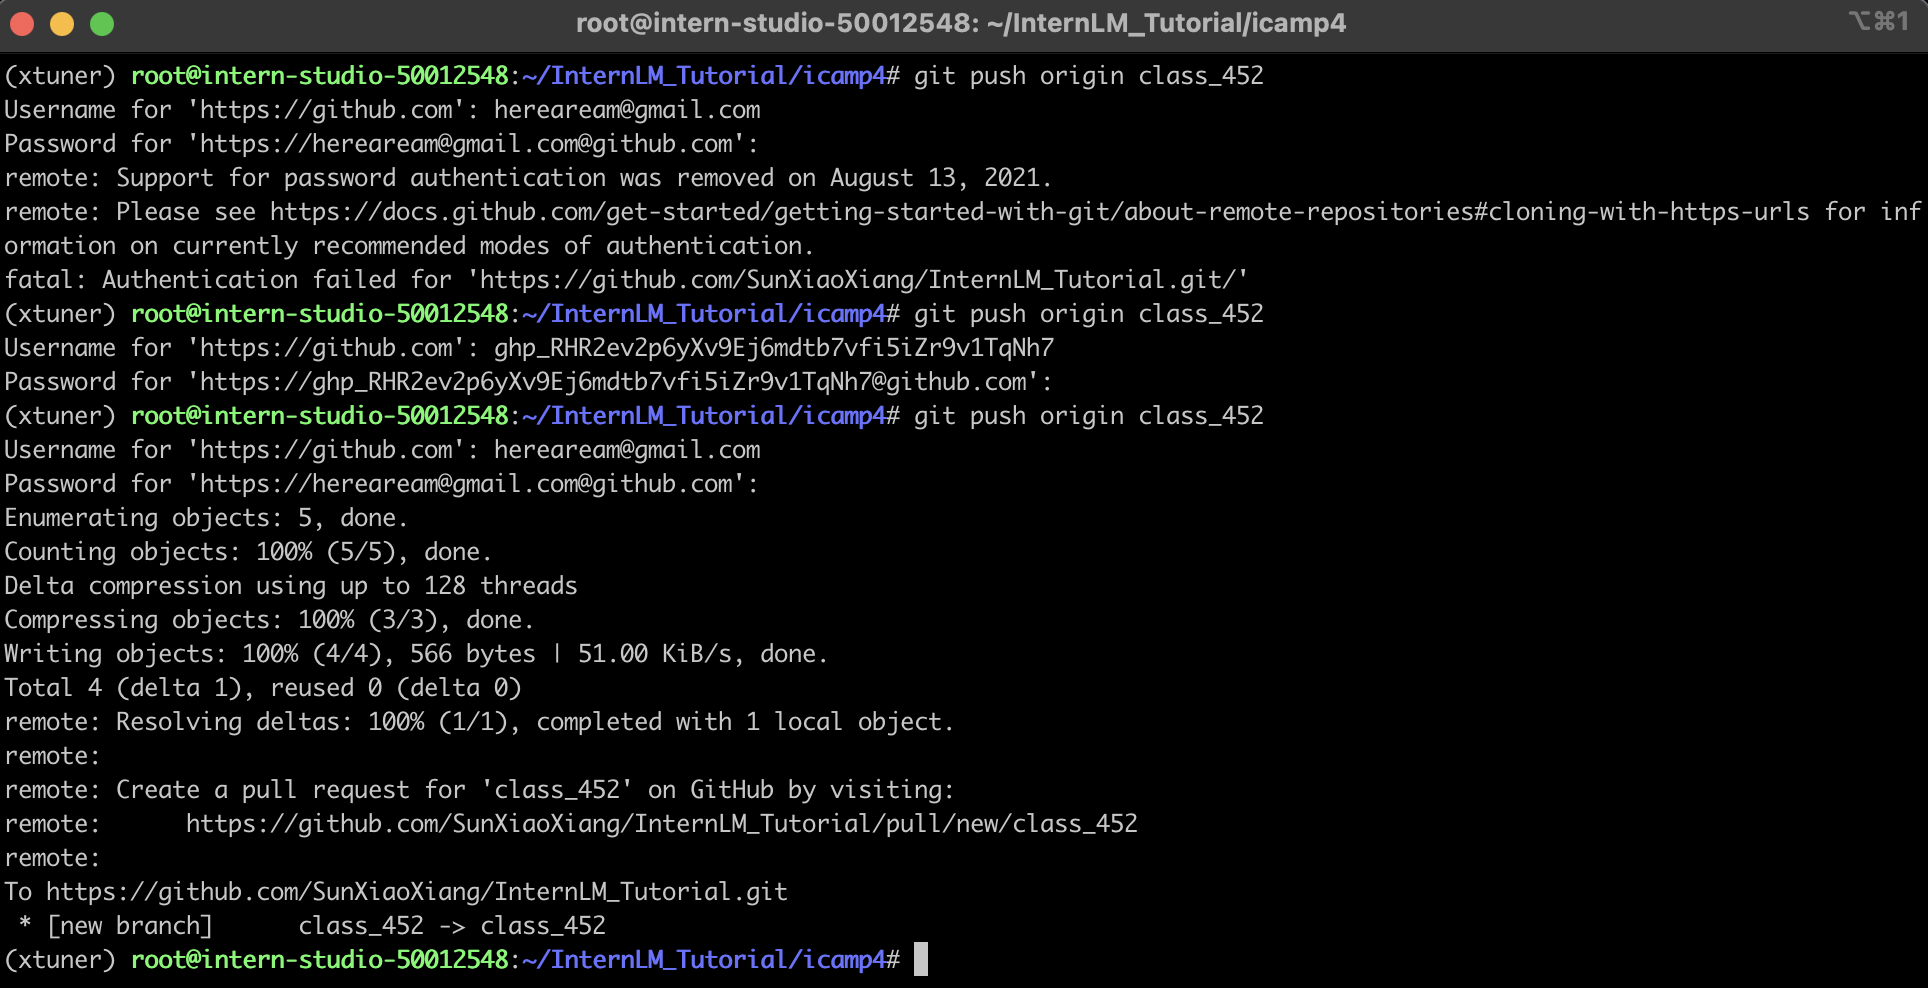 root@intern-studio-50012548: ~/InternLM_Tutorial/icamp4
⌥⌘1
(xtuner) root@intern-studio-50012548:~/InternLM_Tutorial/icamp4# git push origin class_452
Username for 'https://github.com': hereaream@gmail.com
Password for 'https://hereaream@gmail.com@github.com':
remote: Support for password authentication was removed on August 13, 2021.
remote: Please see https://docs.github.com/get-started/getting-started-with-git/about-remote-repositories#cloning-with-https-urls for inf
ormation on currently recommended modes of authentication.
fatal: Authentication failed for 'https://github.com/SunXiaoXiang/InternLM_Tutorial.git/'
(xtuner) root@intern-studio-50012548:~/InternLM_Tutorial/icamp4# git push origin class_452
Username for 'https://github.com': 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
Password for 'https://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@github.com':
(xtuner) root@intern-studio-50012548:~/InternLM_Tutorial/icamp4# git push origin class_452
Username for 'https://github.com': hereaream@gmail.com
Password for 'https://hereaream@gmail.com@github.com':
Enumerating objects: 5, done.
Counting objects: 100% (5/5), done.
Delta compression using up to 128 threads
Compressing objects: 100% (3/3), done.
Writing objects: 100% (4/4), 566 bytes | 51.00 KiB/s, done.
Total 4 (delta 1), reused 0 (delta 0)
remote: Resolving deltas: 100% (1/1), completed with 1 local object.
remote:
remote: Create a pull request for 'class_452' on GitHub by visiting:
remote:      https://github.com/SunXiaoXiang/InternLM_Tutorial/pull/new/class_452
remote:
To https://github.com/SunXiaoXiang/InternLM_Tutorial.git
 * [new branch]      class_452 -> class_452
(xtuner) root@intern-studio-50012548:~/InternLM_Tutorial/icamp4#